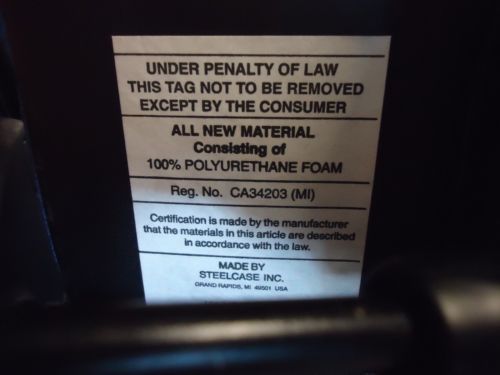 UNDER PENALTY OF LAW
THIS TAG NOT TO BE REMOVED
EXCEPT BY THE CONSUMER
ALL NEW MATERIAL
Consisting of
100% POLYURETHANE FOAM
Reg. No. CA34203 (MI)
Certification is made by the manufacturer
that the materials in this article are described
in accordance with the law.
MADE BY
STEELCASE INC.
GRAND RAPIDS, MI 49501 USA